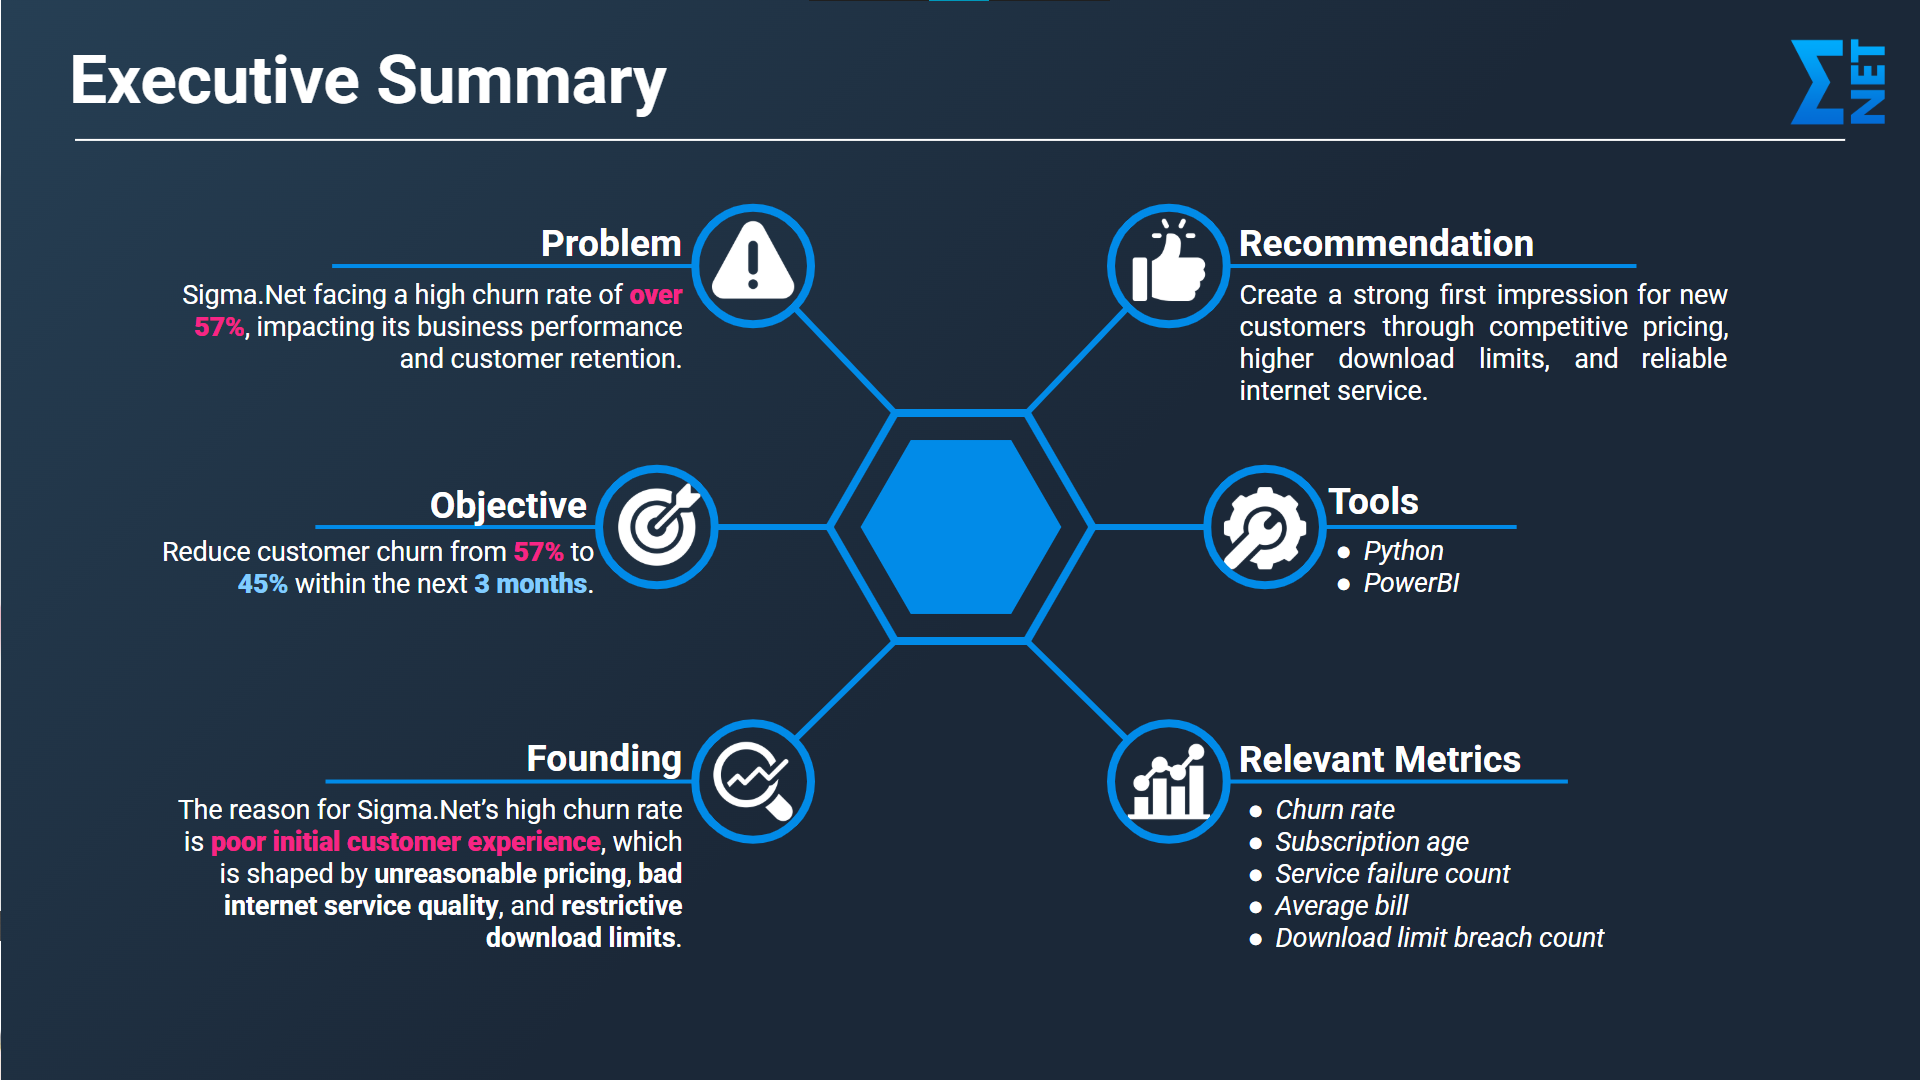 Executive Summary
Σ NET
Problem
Sigma.Net facing a high churn rate of over
57%, impacting its business performance
and customer retention.
Objective
Reduce customer churn from 57% to
45% within the next 3 months.
Founding
The reason for Sigma.Net’s high churn rate
is poor initial customer experience, which
is shaped by unreasonable pricing, bad
internet service quality, and restrictive
download limits.
Recommendation
Create a strong first impression for new
customers through competitive pricing,
higher download limits, and reliable
internet service.
Tools
● Python
● PowerBI
Relevant Metrics
● Churn rate
● Subscription age
● Service failure count
● Average bill
● Download limit breach count